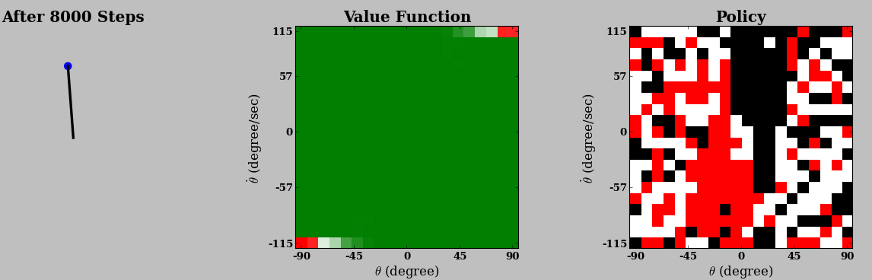 After 8000 Steps
Value Function
115
57
0
-57
-115
θ̇ (degree/sec)
-90 -45 0 45 90
θ (degree)
Policy
115
57
0
-57
-115
θ̇ (degree/sec)
-90 -45 0 45 90
θ (degree)